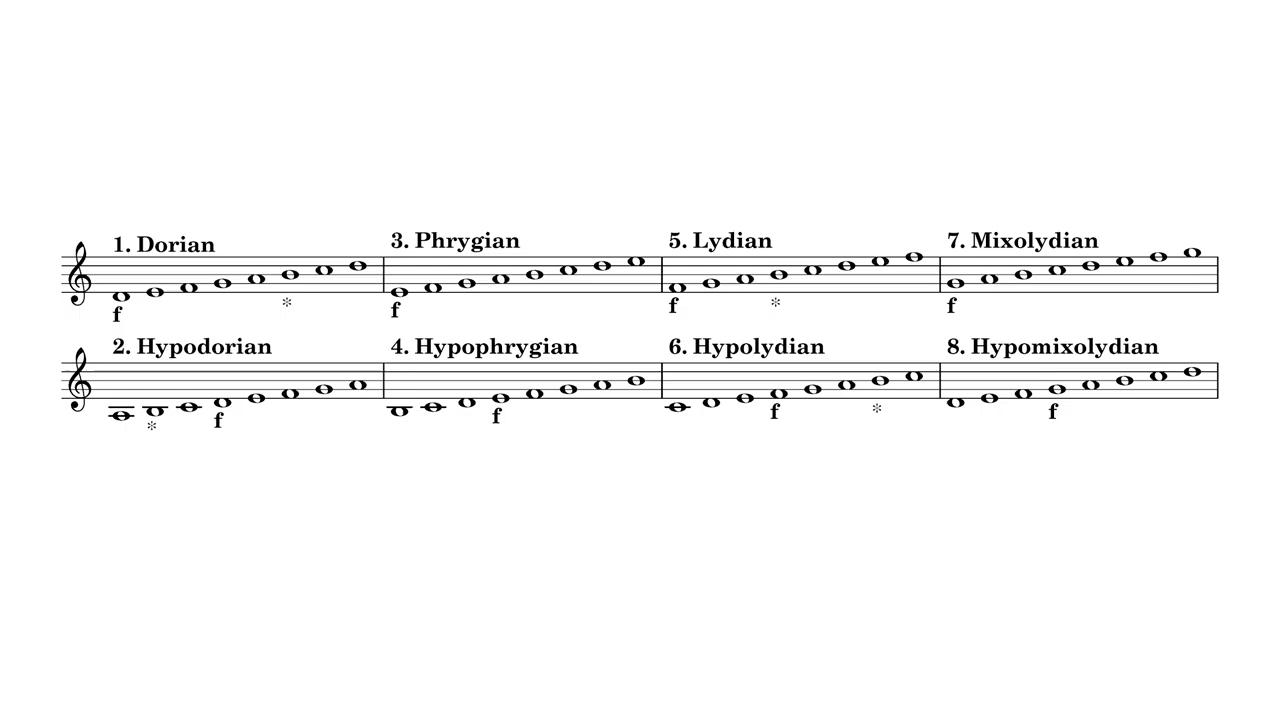 1. Dorian 3. Phrygian 5. Lydian 7. Mixolydian
f * f f * f
2. Hypodorian 4. Hypophrygian 6. Hypolydian 8. Hypomixolydian
* f f f * f